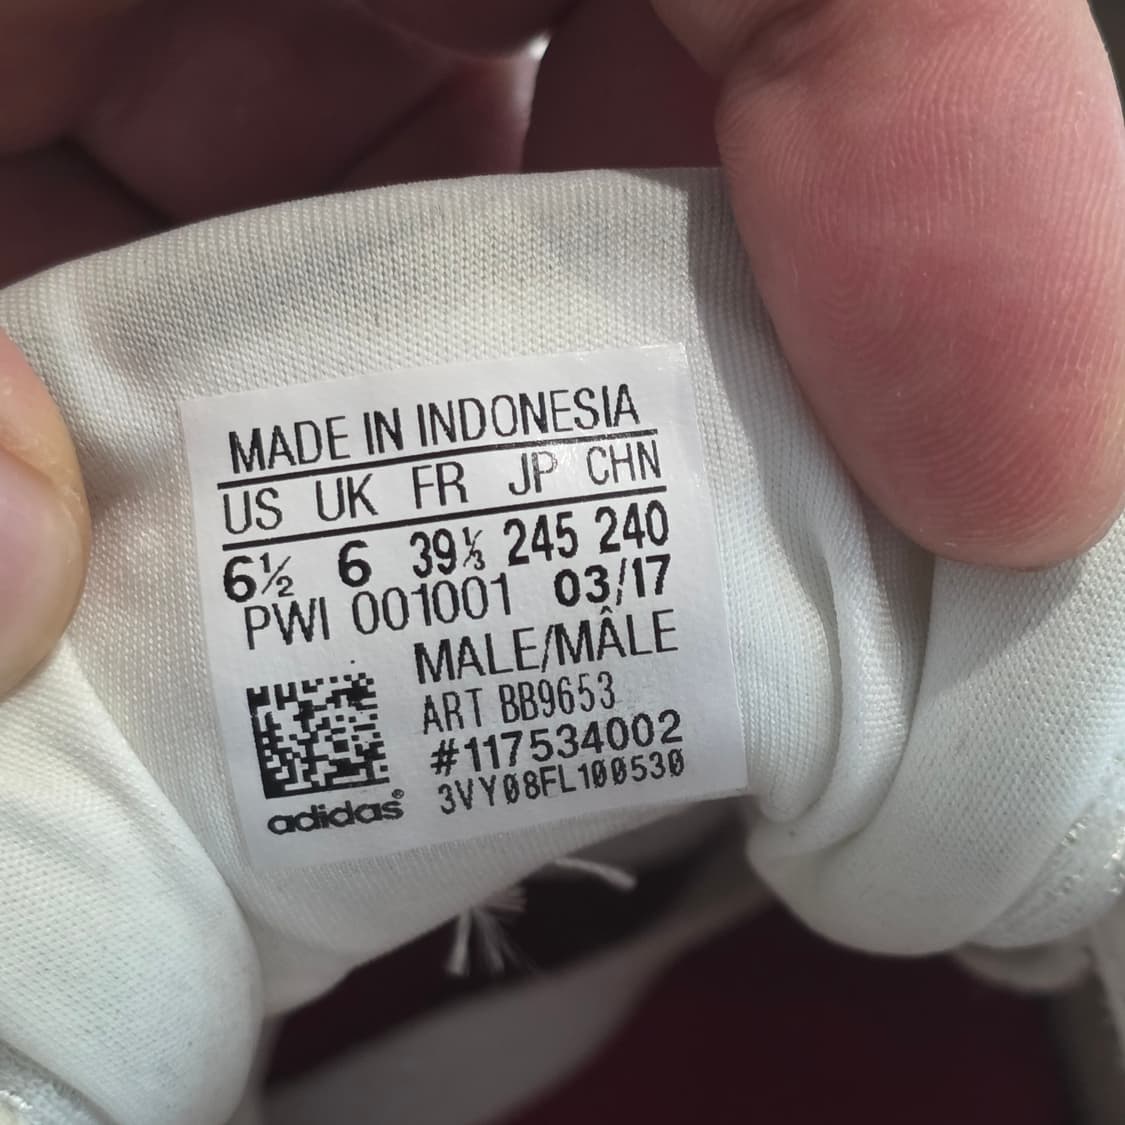 MADE IN INDONESIA
US UK FR JP CHN
6½ 6 39⅓ 245 240
PWI 001001 03/17
MALE/MÂLE
ART BB9653
#117534002
3VY08FL100530
adidas®